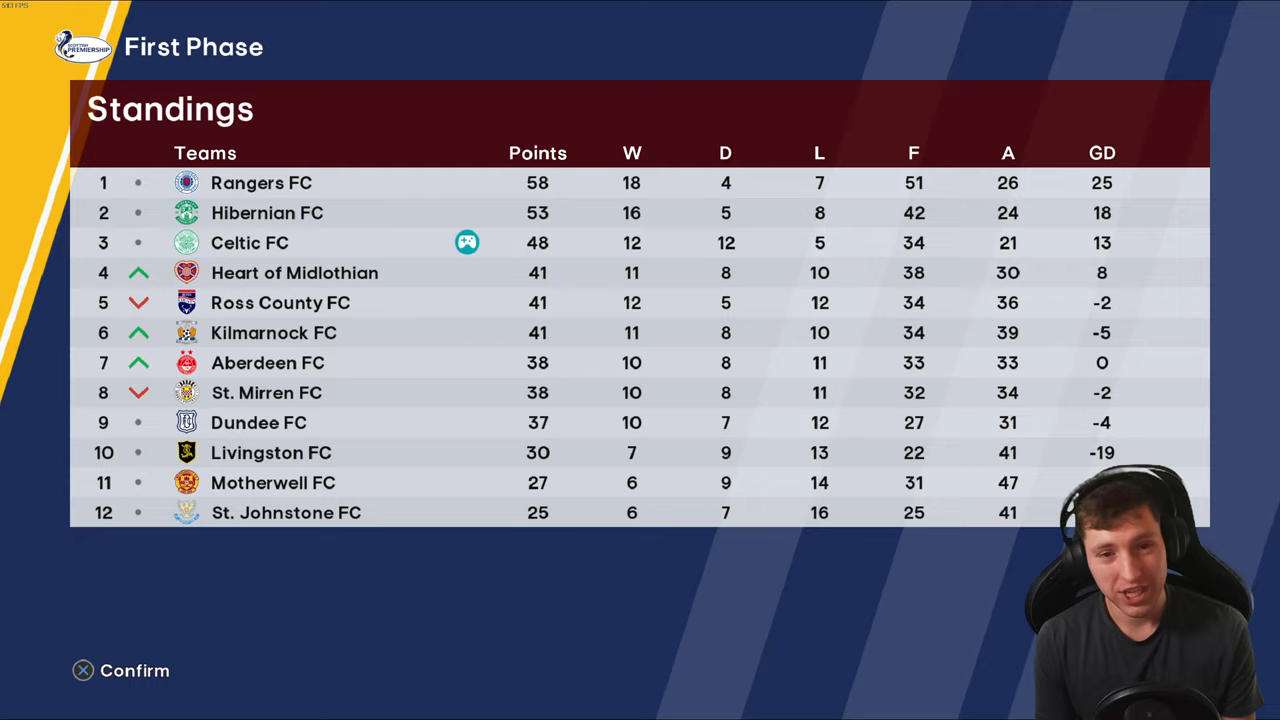 583 FPS
SCOTTISH PREMIERSHIP First Phase
Standings
Teams Points W D L F A GD
1 Rangers FC 58 18 4 7 51 26 25
2 Hibernian FC 53 16 5 8 42 24 18
3 Celtic FC 48 12 12 5 34 21 13
4 Heart of Midlothian 41 11 8 10 38 30 8
5 Ross County FC 41 12 5 12 34 36 -2
6 Kilmarnock FC 41 11 8 10 34 39 -5
7 Aberdeen FC 38 10 8 11 33 33 0
8 St. Mirren FC 38 10 8 11 32 34 -2
9 Dundee FC 37 10 7 12 27 31 -4
10 Livingston FC 30 7 9 13 22 41 -19
11 Motherwell FC 27 6 9 14 31 47
12 St. Johnstone FC 25 6 7 16 25 41
Confirm